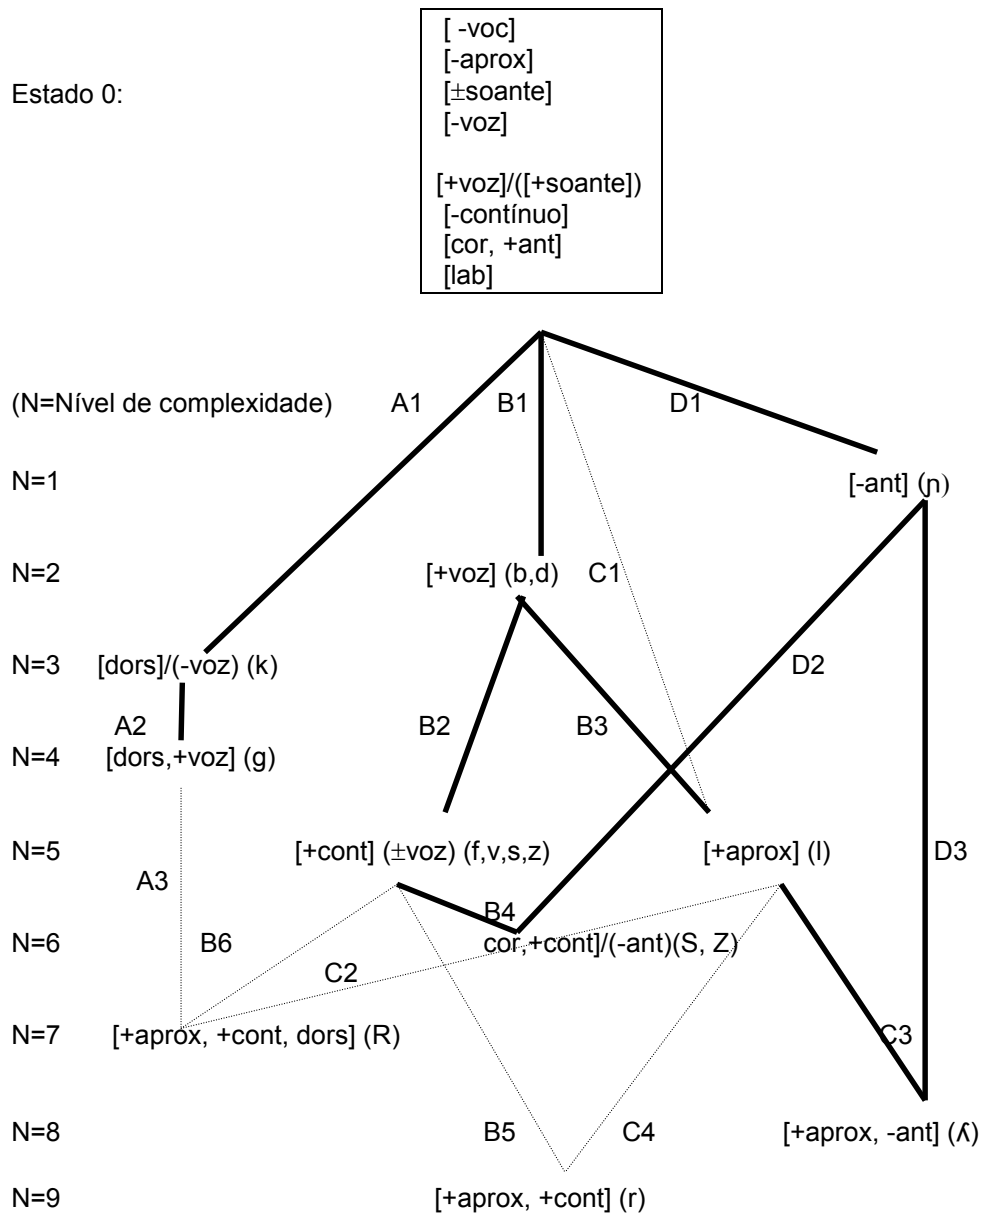 [ -voc]
[-aprox]
Estado 0:
[±soante]
[-voz]
[+voz]/([+soante])
[-contínuo]
[cor, +ant]
[lab]
(N=Nível de complexidade) A1 B1 D1
N=1 [-ant] (ɲ)
N=2 [+voz] (b,d) C1
N=3 [dors]/(-voz) (k) D2
A2 B2 B3
N=4 [dors,+voz] (g)
N=5 [+cont] (±voz) (f,v,s,z) [+aprox] (l) D3
A3
B4
N=6 B6 cor,+cont]/(-ant)(S, Z)
C2
N=7 [+aprox, +cont, dors] (R) C3
N=8 B5 C4 [+aprox, -ant] (ʎ)
N=9 [+aprox, +cont] (r)